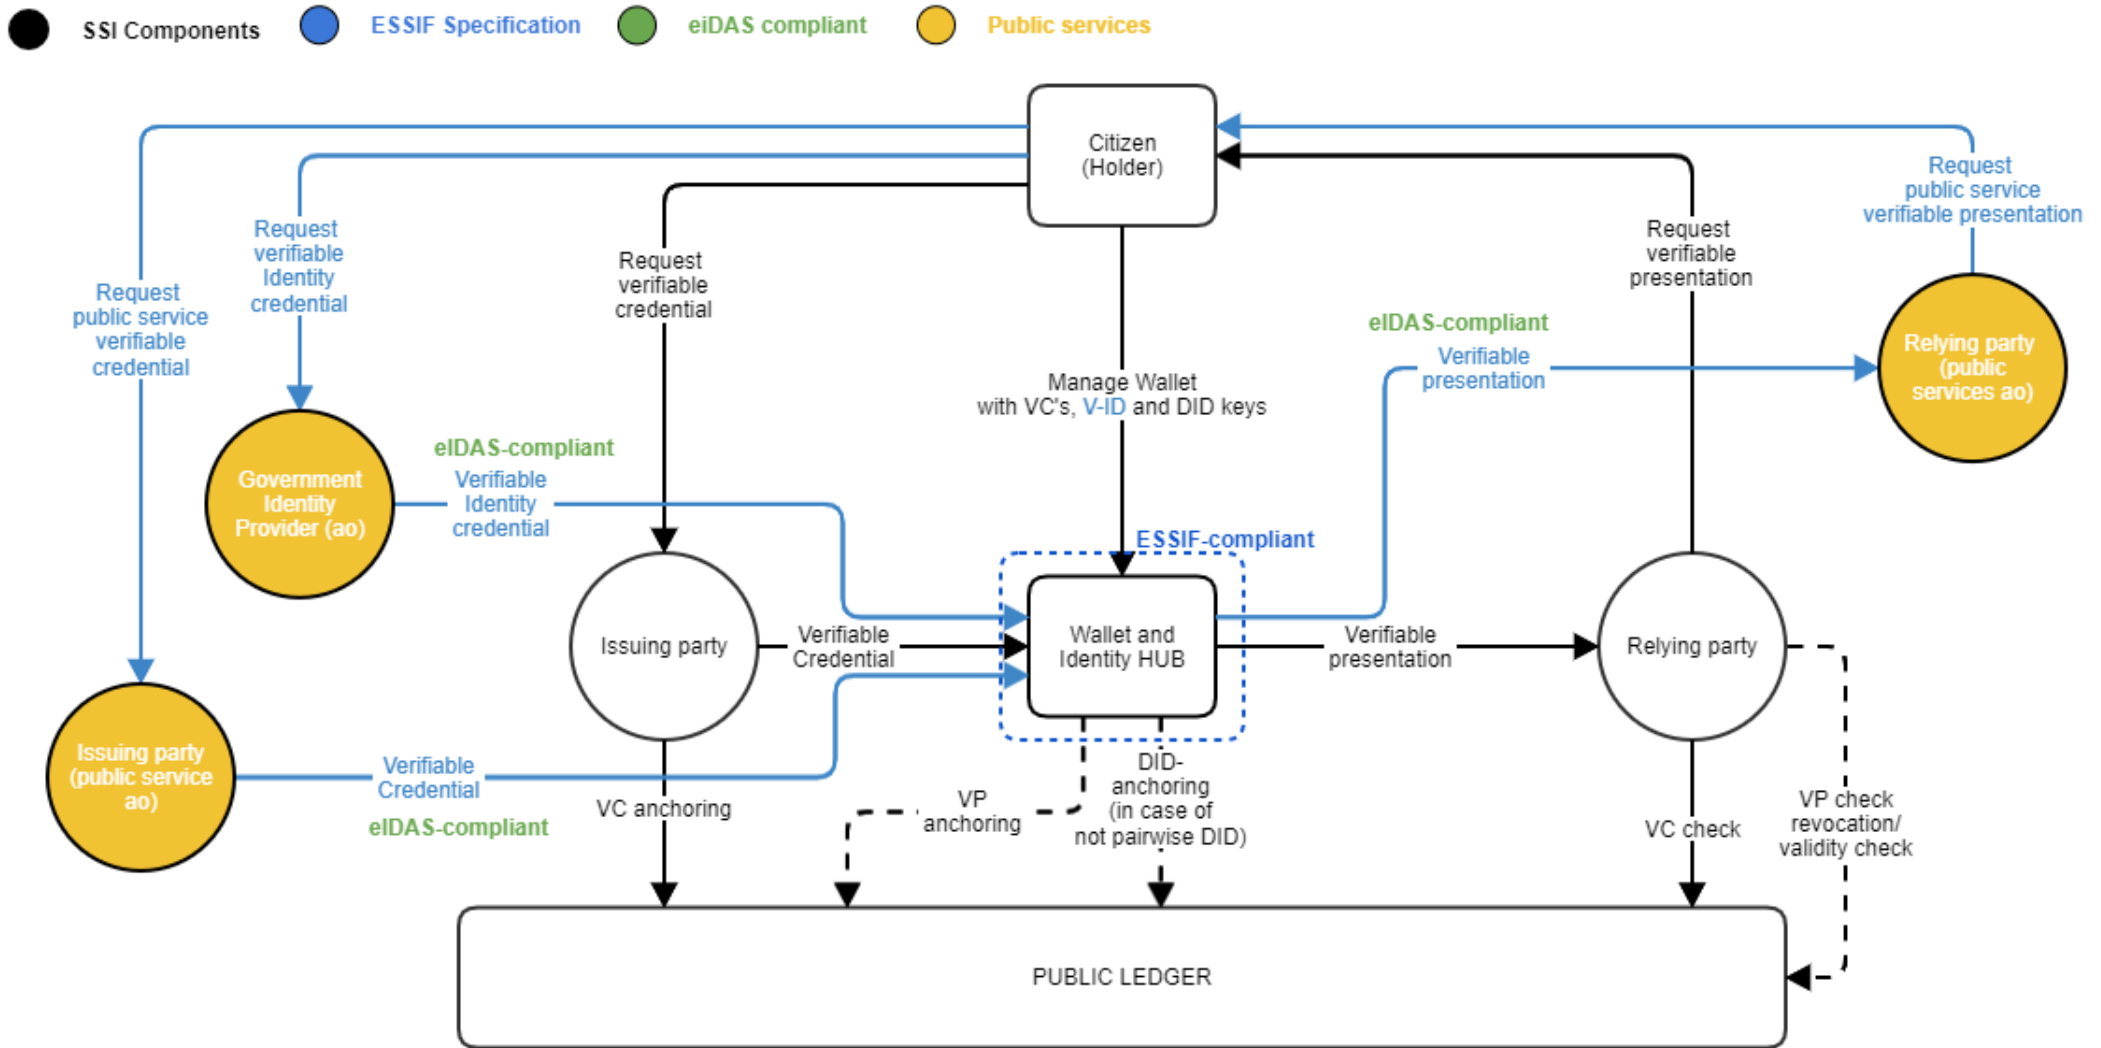 SSI Components
ESSIF Specification
eiDAS compliant
Public services
Citizen
(Holder)
Request
public service
verifiable presentation
Request
verifiable
Identity
credential
Request
verifiable
presentation
Request
verifiable
credential
Request
public service
verifiable
credential
eIDAS-compliant
Verifiable
presentation
Relying party
(public
services ao)
Manage Wallet
with VC's, V-ID and DID keys
eIDAS-compliant
Verifiable
Identity
credential
Government
Identity
Provider (ao)
ESSIF-compliant
Issuing party
Verifiable
Credential
Wallet and
Identity HUB
Verifiable
presentation
Relying party
Issuing party
(public service
ao)
Verifiable
Credential
eIDAS-compliant
VC anchoring
VP
anchoring
DID-
anchoring
(in case of
not pairwise DID)
VC check
VP check
revocation/
validity check
PUBLIC LEDGER